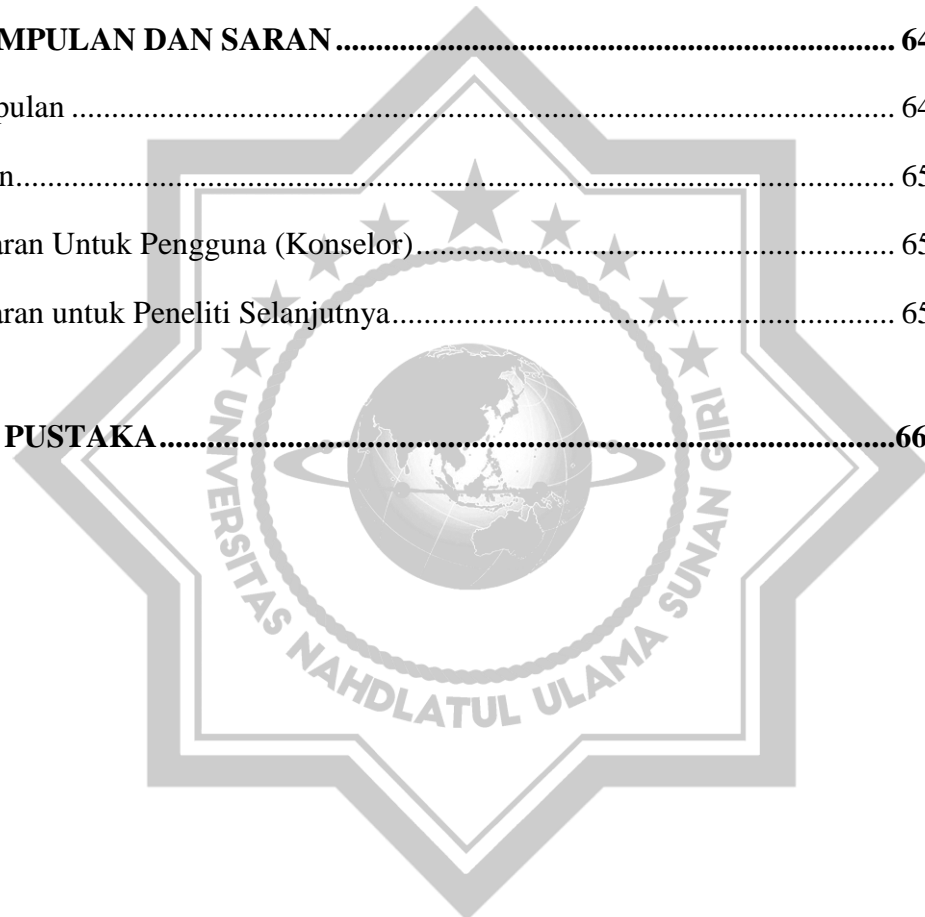 MPULAN DAN SARAN ........................................................................ 64
pulan ........................................................................................................ 64
n............................................................................................................... 65
aran Untuk Pengguna (Konselor)............................................................. 65
aran untuk Peneliti Selanjutnya................................................................ 65
PUSTAKA...............................................................................................66
UNIVERSITAS NAHDLATUL ULAMA SUNAN GIRI